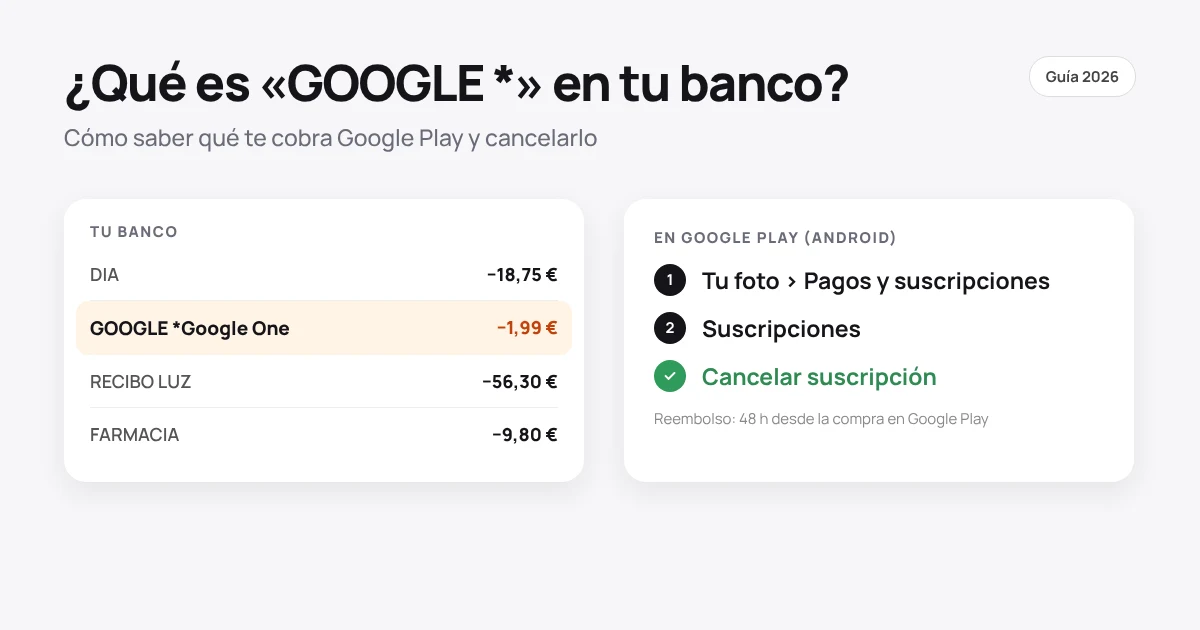 ¿Qué es «GOOGLE *» en tu banco?
Guía 2026
Cómo saber qué te cobra Google Play y cancelarlo
TU BANCO
DIA −18,75 €
GOOGLE *Google One −1,99 €
RECIBO LUZ −56,30 €
FARMACIA −9,80 €
EN GOOGLE PLAY (ANDROID)
1 Tu foto › Pagos y suscripciones
2 Suscripciones
✓ Cancelar suscripción
Reembolso: 48 h desde la compra en Google Play